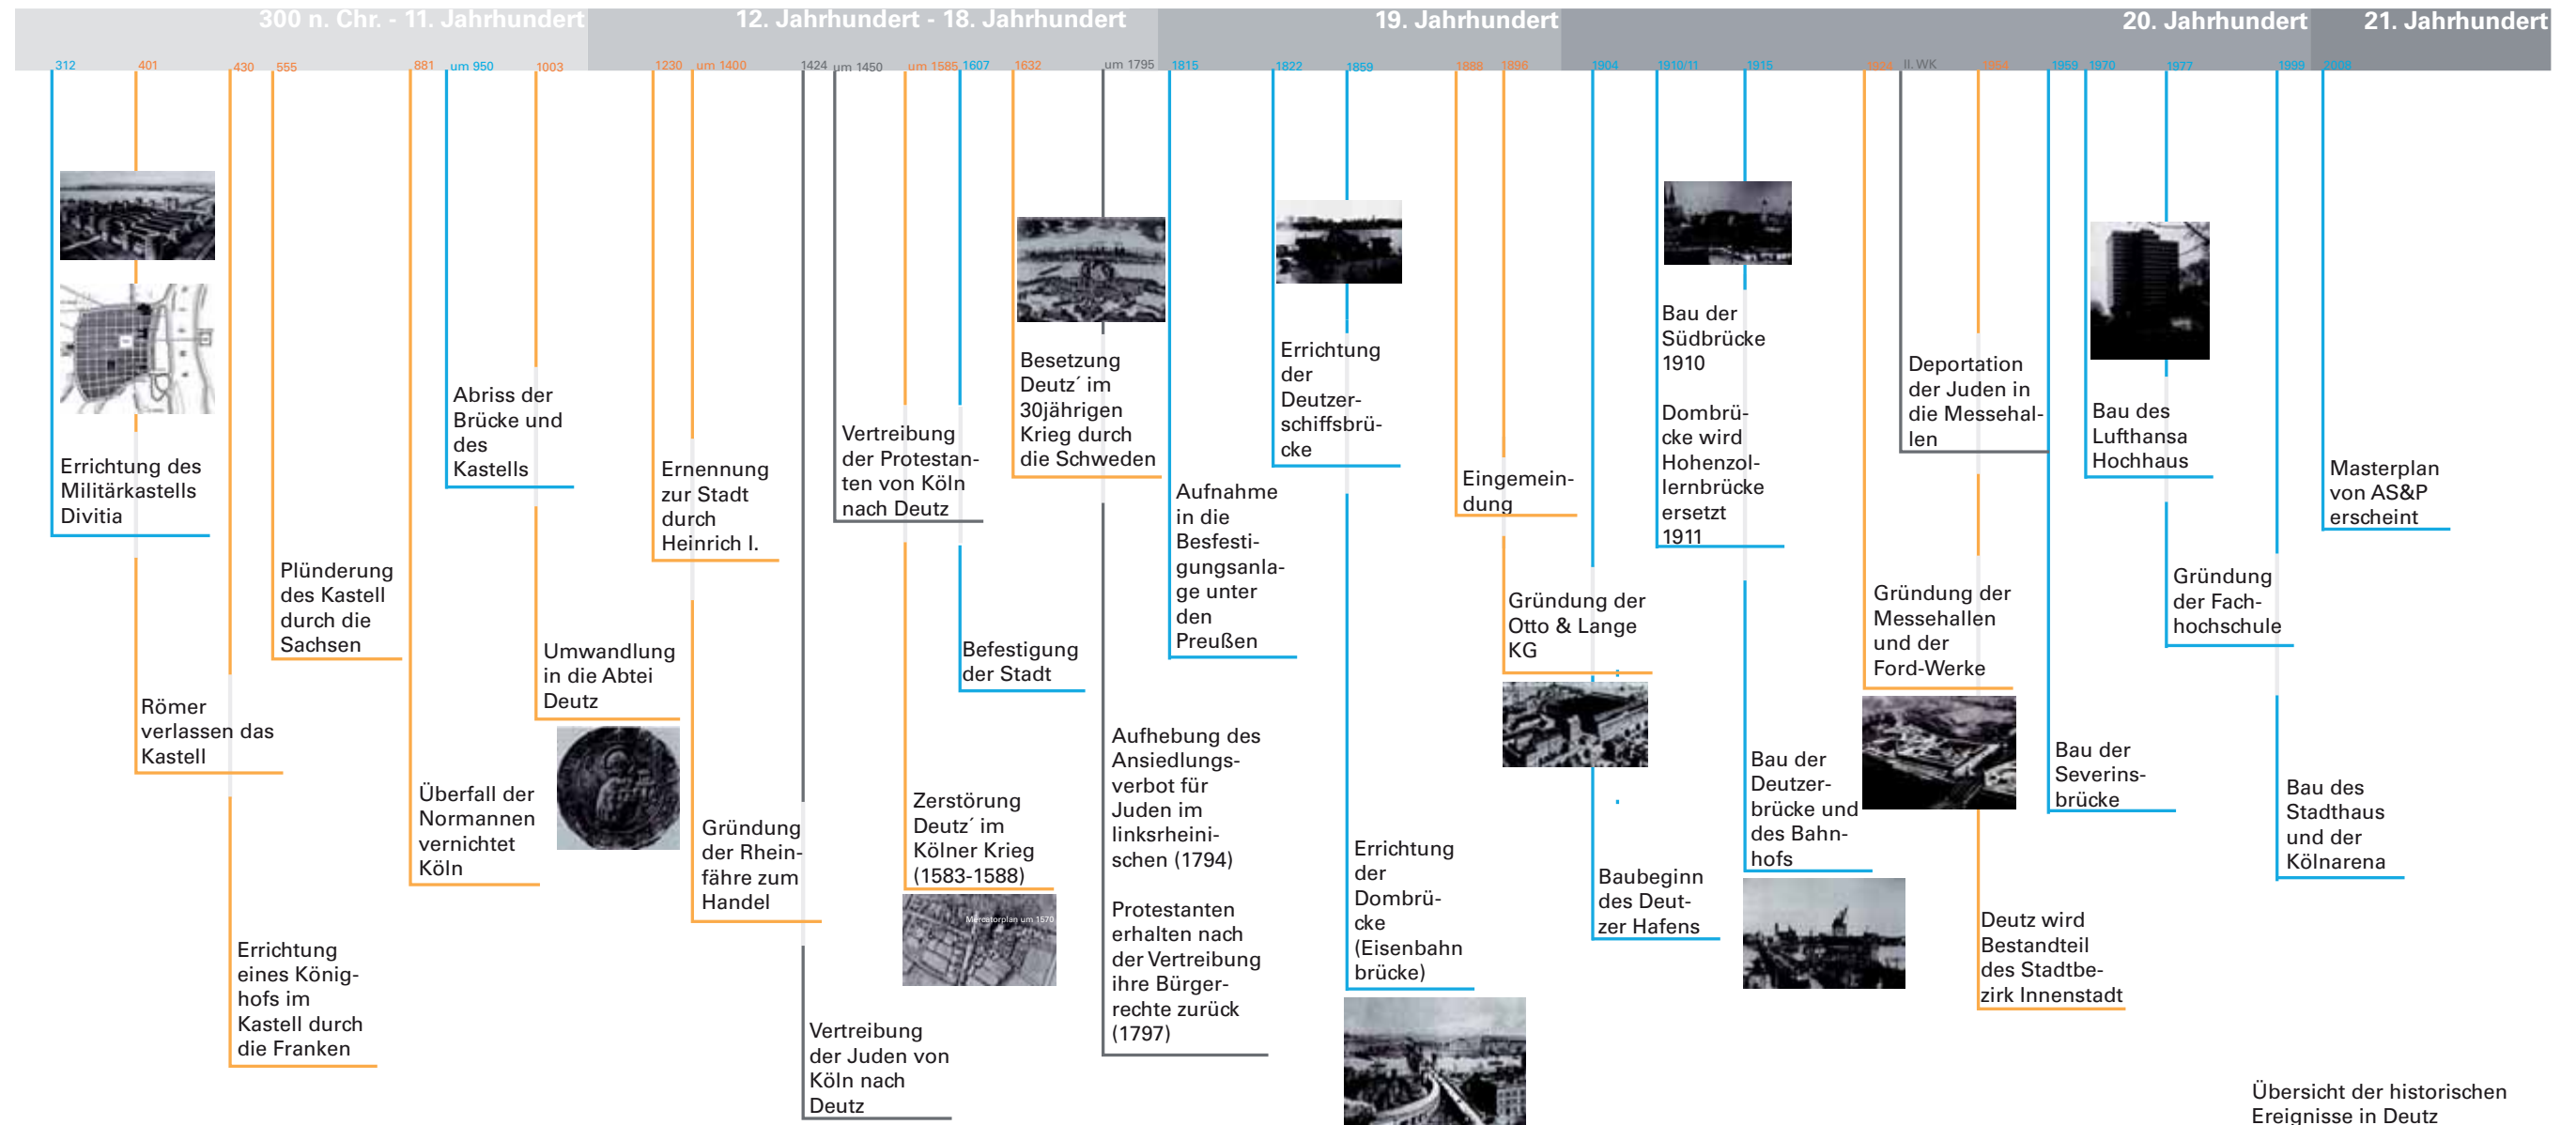 300 n. Chr. - 11. Jahrhundert
12. Jahrhundert - 18. Jahrhundert
19. Jahrhundert
20. Jahrhundert
21. Jahrhundert
312
401
430
555
881
um 950
1003
1230
um 1400
1424
um 1450
um 1585
1607
1632
um 1795
1815
1822
1859
1888
1896
1904
1910/11
1915
II. WK
1959
1970
1977
1999
2008
Errichtung des
Militärkastells
Divitia
Römer
verlassen das
Kastell
Errichtung
eines König-
hofs im
Kastell durch
die Franken
Plünderung
des Kastell
durch die
Sachsen
Überfall der
Normannen
vernichtet
Köln
Abriss der
Brücke und
des
Kastells
Umwandlung
in die Abtei
Deutz
Ernennung
zur Stadt
durch
Heinrich I.
Gründung
der Rhein-
fähre zum
Handel
Vertreibung
der Juden von
Köln nach
Deutz
Vertreibung
der Protestan-
ten von Köln
nach Deutz
Zerstörung
Deutz´ im
Kölner Krieg
(1583-1588)
Mercatorplan um 1570
Befestigung
der Stadt
Besetzung
Deutz´ im
30jährigen
Krieg durch
die Schweden
Aufhebung des
Ansiedlungs-
verbot für
Juden im
linksrheini-
schen (1794)
Protestanten
erhalten nach
der Vertreibung
ihre Bürger-
rechte zurück
(1797)
Aufnahme
in die
Besfesti-
gungsanla-
ge unter
den
Preußen
Errichtung
der
Deutzer-
schiffsbrü-
cke
Errichtung
der
Dombrü-
cke
(Eisenbahn
brücke)
Eingemein-
dung
Gründung der
Otto & Lange
KG
Baubeginn
des Deut-
zer Hafens
Bau der
Südbrücke
1910
Dombrü-
cke wird
Hohenzol-
lernbrücke
ersetzt
1911
Bau der
Deutzer-
brücke und
des Bahn-
hofs
Gründung der
Messehallen
und der
Ford-Werke
Deportation
der Juden in
die Messehal-
len
Deutz wird
Bestandteil
des Stadtbe-
zirk Innenstadt
Bau der
Severins-
brücke
Bau des
Lufthansa
Hochhaus
Gründung
der Fach-
hochschule
Bau des
Stadthaus
und der
Kölnarena
Masterplan
von AS&P
erscheint
Übersicht der historischen
Ereignisse in Deutz